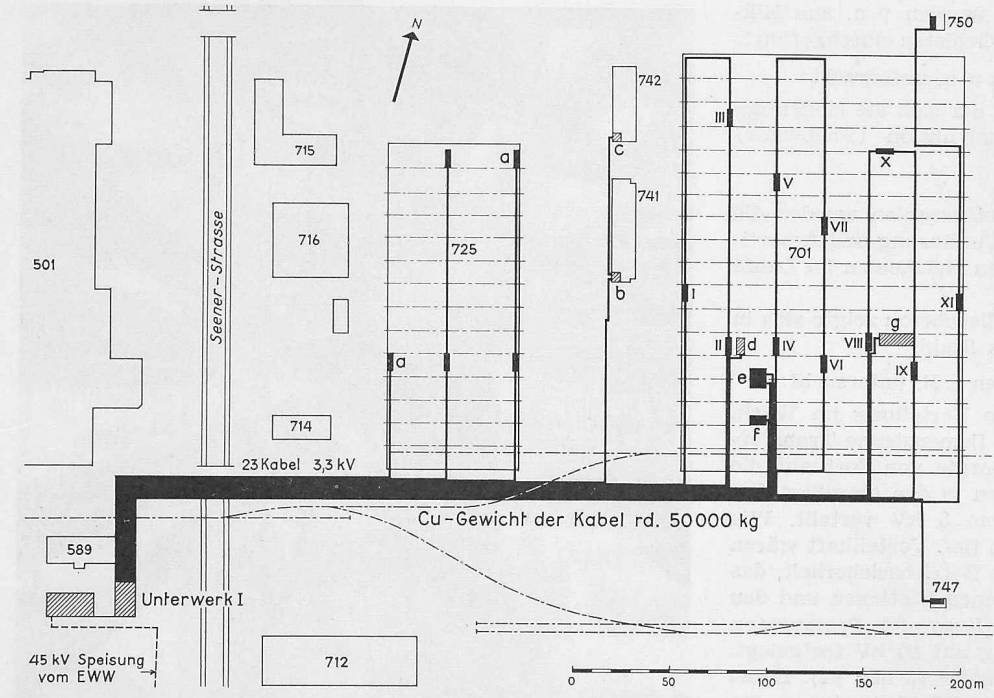 N
750
742
III
715
c
a
X
V
741
Seener-Strasse
VII
716
725
701
501
b
I
XI
g
II
d
IV
VIII
a
VI
IX
e
f
714
23 Kabel 3,3 kV
Cu-Gewicht der Kabel rd. 50000 kg
589
Unterwerk I
747
45 kV Speisung
vom EWW
712
0 50 100 150 200 m